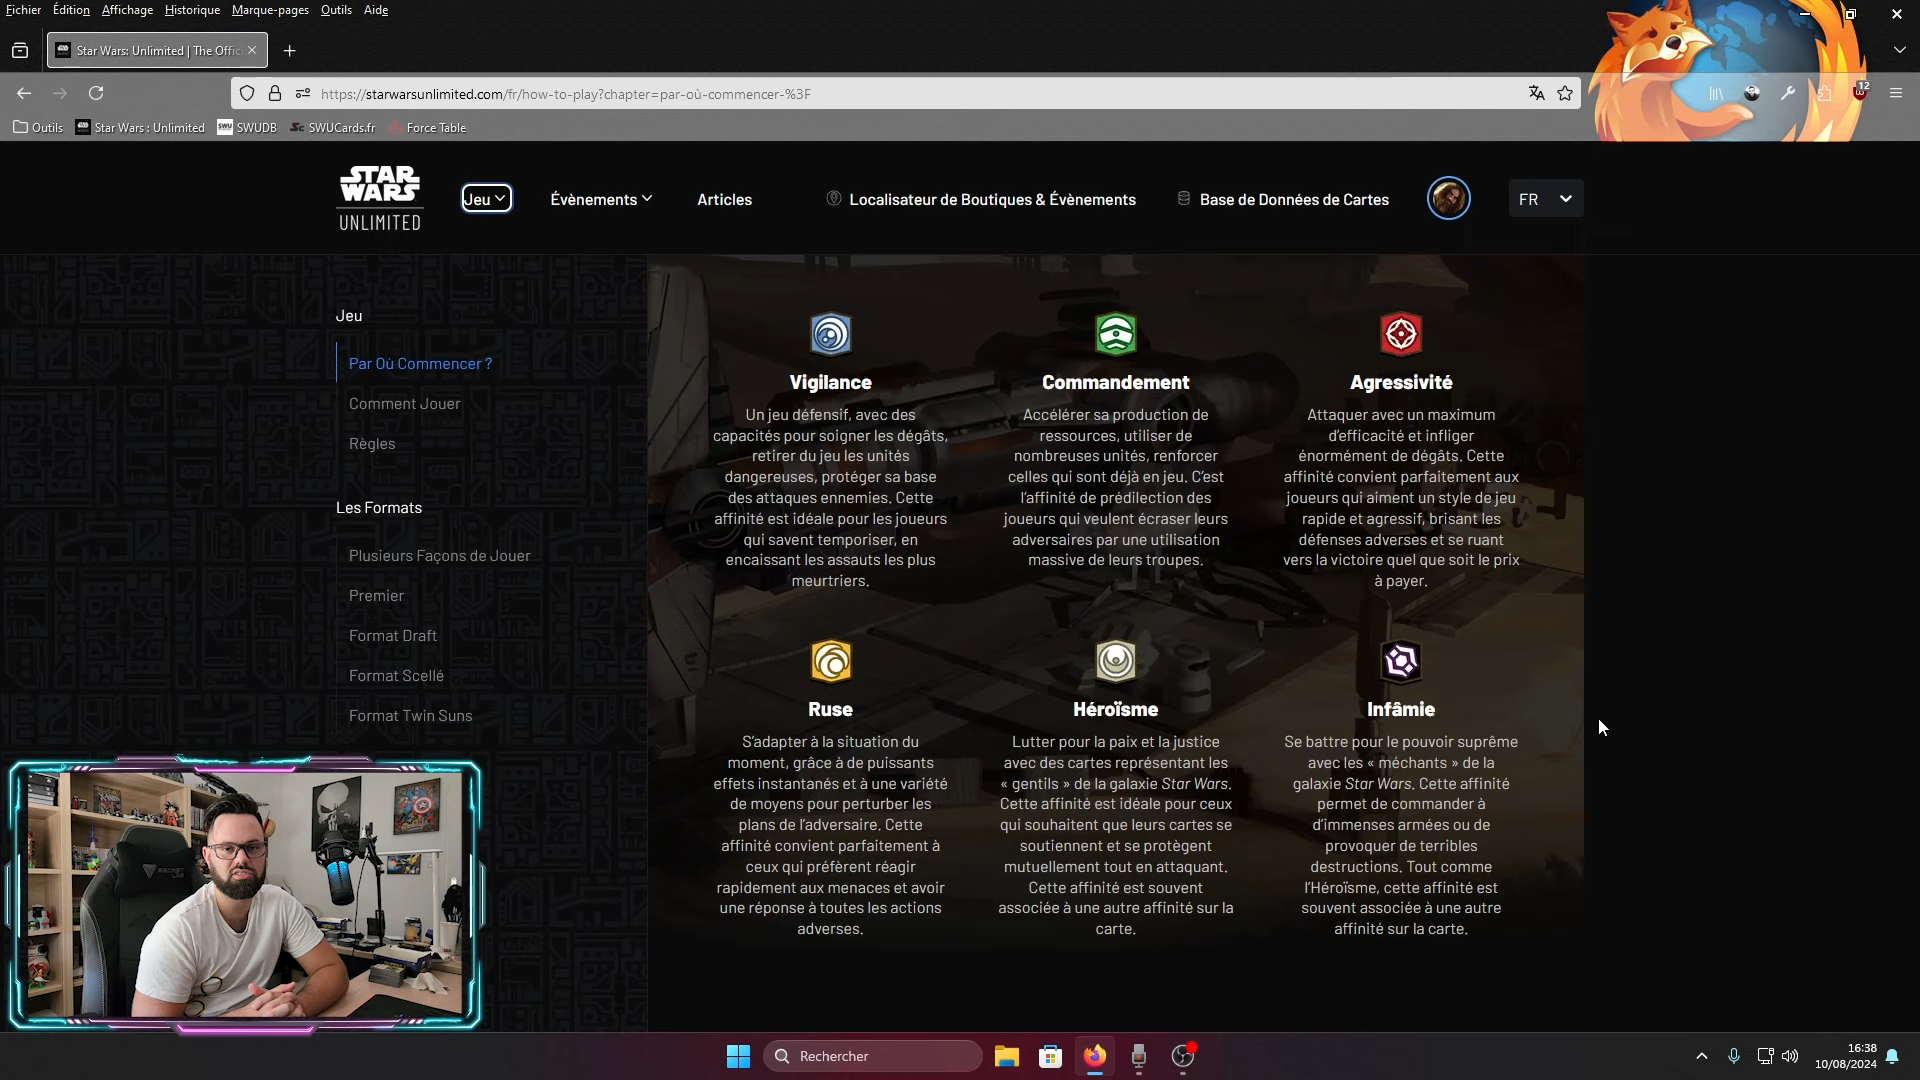 Fichier Édition Affichage Historique Marque-pages Outils Aide
Star Wars: Unlimited | The Offic
https://starwarsunlimited.com/fr/how-to-play?chapter=par-où-commencer-%3F
12
Outils Star Wars : Unlimited SWUDB SWUCards.fr Force Table
STAR WARS UNLIMITED
Jeu Évènements Articles Localisateur de Boutiques & Évènements Base de Données de Cartes FR
Jeu
Par Où Commencer ?
Comment Jouer
Règles
Les Formats
Plusieurs Façons de Jouer
Premier
Format Draft
Format Scellé
Format Twin Suns
Vigilance
Un jeu défensif, avec des
capacités pour soigner les dégâts,
retirer du jeu les unités
dangereuses, protéger sa base
des attaques ennemies. Cette
affinité est idéale pour les joueurs
qui savent temporiser, en
encaissant les assauts les plus
meurtriers.
Commandement
Accélérer sa production de
ressources, utiliser de
nombreuses unités, renforcer
celles qui sont déjà en jeu. C'est
l'affinité de prédilection des
joueurs qui veulent écraser leurs
adversaires par une utilisation
massive de leurs troupes.
Agressivité
Attaquer avec un maximum
d'efficacité et infliger
énormément de dégâts. Cette
affinité convient parfaitement aux
joueurs qui aiment un style de jeu
rapide et agressif, brisant les
défenses adverses et se ruant
vers la victoire quel que soit le prix
à payer.
Ruse
S'adapter à la situation du
moment, grâce à de puissants
effets instantanés et à une variété
de moyens pour perturber les
plans de l'adversaire. Cette
affinité convient parfaitement à
ceux qui préfèrent réagir
rapidement aux menaces et avoir
une réponse à toutes les actions
adverses.
Héroïsme
Lutter pour la paix et la justice
avec des cartes représentant les
« gentils » de la galaxie Star Wars.
Cette affinité est idéale pour ceux
qui souhaitent que leurs cartes se
soutiennent et se protègent
mutuellement tout en attaquant.
Cette affinité est souvent
associée à une autre affinité sur la
carte.
Infâmie
Se battre pour le pouvoir suprême
avec les « méchants » de la
galaxie Star Wars. Cette affinité
permet de commander à
d'immenses armées ou de
provoquer de terribles
destructions. Tout comme
l'Héroïsme, cette affinité est
souvent associée à une autre
affinité sur la carte.
Rechercher
16:38
10/08/2024